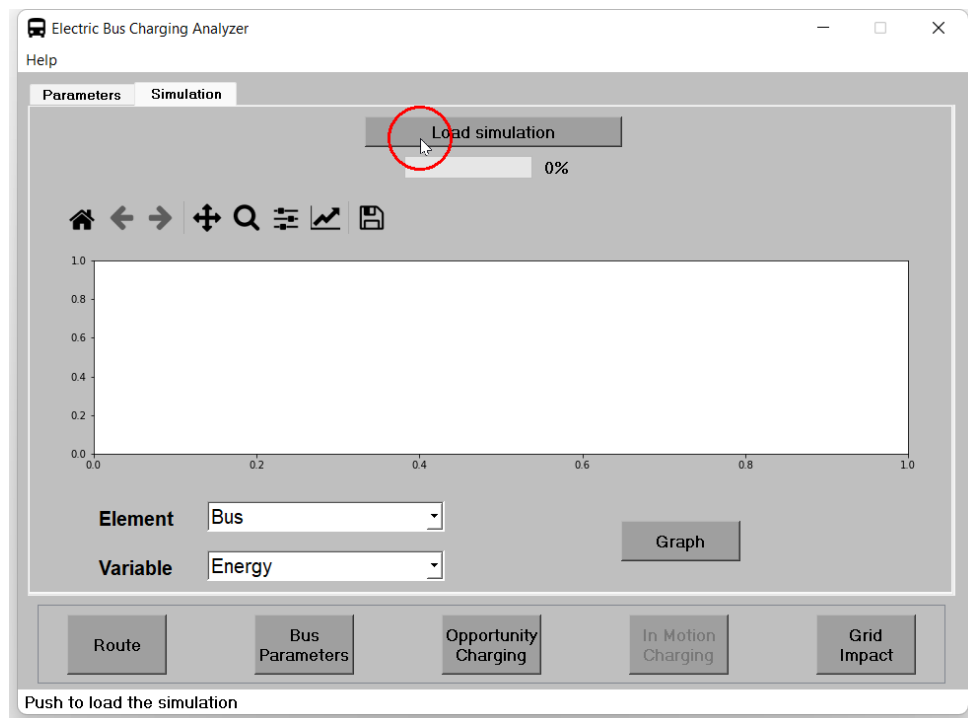 Electric Bus Charging Analyzer
Help
Parameters Simulation
Load simulation
0%
1.0
0.8
0.6
0.4
0.2
0.0
0.0 0.2 0.4 0.6 0.8 1.0
Element Bus
Graph
Variable Energy
Route
Bus
Parameters
Opportunity
Charging
In Motion
Charging
Grid
Impact
Push to load the simulation